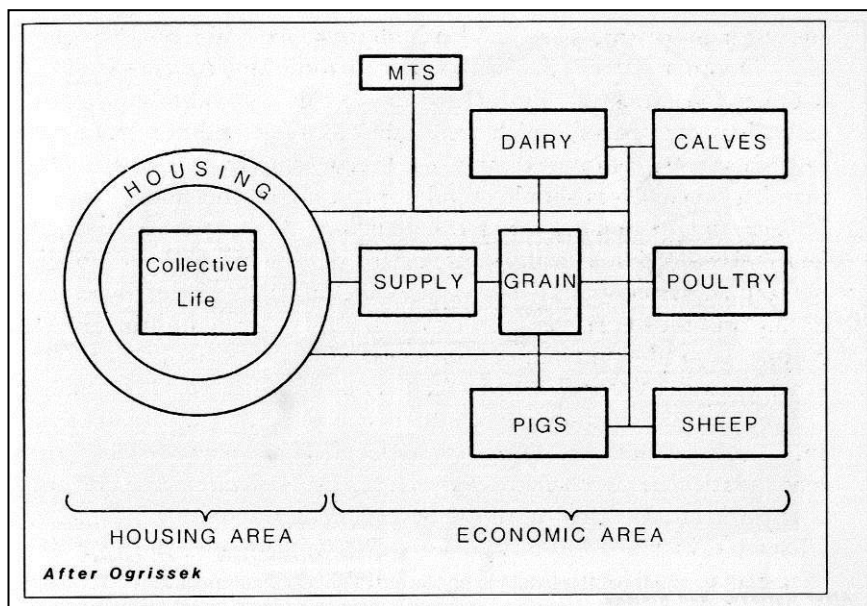 MTS
DAIRY
CALVES
HOUSING
Collective
Life
SUPPLY
GRAIN
POULTRY
PIGS
SHEEP
HOUSING AREA
ECONOMIC AREA
After Ogrissek